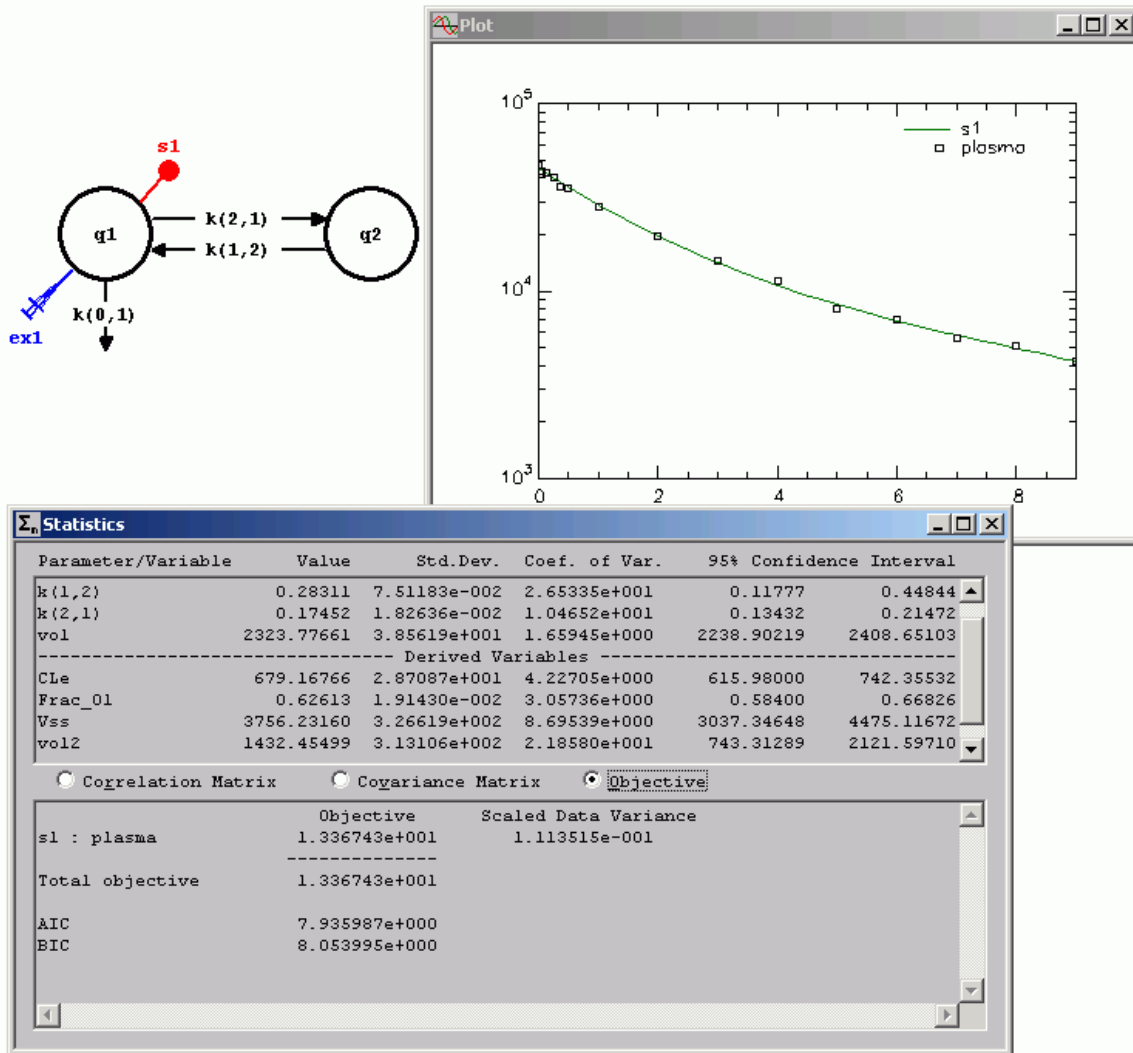 Plot
10^5
s1
plasma
10^4
10^3
0 2 4 6 8
s1
q1
k(2,1)
k(1,2)
q2
k(0,1)
ex1
Σn Statistics
Parameter/Variable Value Std.Dev. Coef. of Var. 95% Confidence Interval
k(1,2) 0.28311 7.51183e-002 2.65335e+001 0.11777 0.44844
k(2,1) 0.17452 1.82636e-002 1.04652e+001 0.13432 0.21472
vol 2323.77661 3.85619e+001 1.65945e+000 2238.90219 2408.65103
-------------------------------- Derived Variables --------------------------------
CLe 679.16766 2.87087e+001 4.22705e+000 615.98000 742.35532
Frac_01 0.62613 1.91430e-002 3.05736e+000 0.58400 0.66826
Vss 3756.23160 3.26619e+002 8.69539e+000 3037.34648 4475.11672
vol2 1432.45499 3.13106e+002 2.18580e+001 743.31289 2121.59710
Correlation Matrix Covariance Matrix Objective
Objective Scaled Data Variance
s1 : plasma 1.336743e+001 1.113515e-001
--------------
Total objective 1.336743e+001
AIC 7.935987e+000
BIC 8.053995e+000